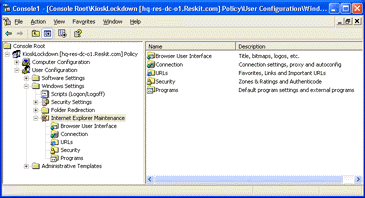 Console1 - [Console Root\KioskLockdown [hq-res-dc-o1.Reskit.com] Policy\User Configuration\Win...
File Action View Favorites Window Help
Console Root
KioskLockdown [hq-res-dc-o1.Reskit.com] Policy
Computer Configuration
User Configuration
Software Settings
Windows Settings
Scripts (Logon/Logoff)
Security Settings
Folder Redirection
Internet Explorer Maintenance
Browser User Interface
Connection
URLs
Security
Programs
Administrative Templates
Name Description
Browser User Interface Title, bitmaps, logos, etc.
Connection Connection settings, proxy and autoconfig
URLs Favorites, Links and Important URLs
Security Zones & Ratings and Authenticode
Programs Default program settings and external programs